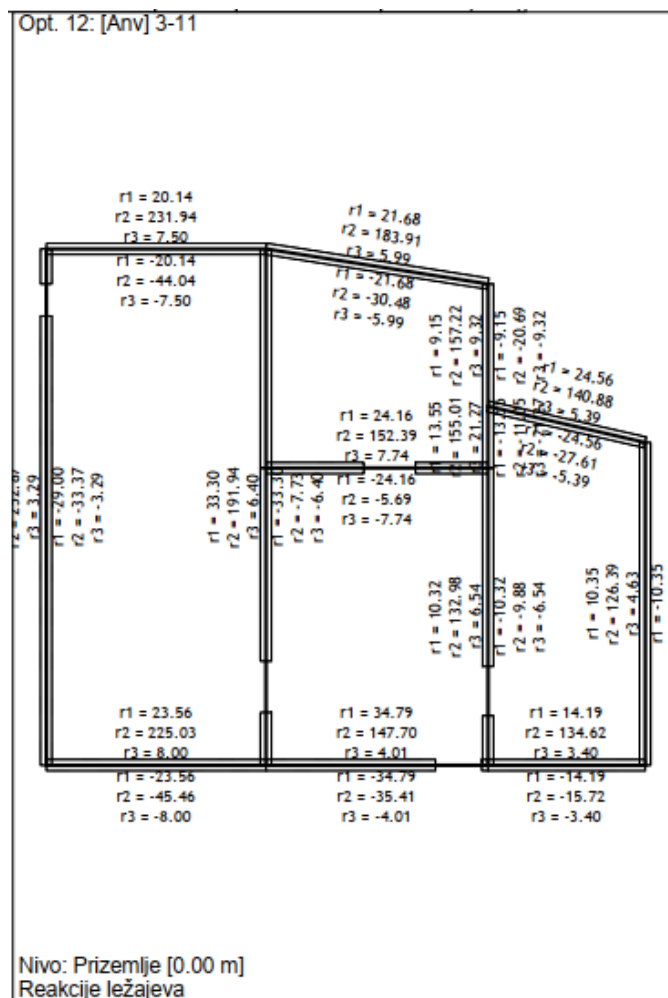 Opt. 12: [Anv] 3-11
r1 = 20.14
r2 = 231.94
r3 = 7.50
r1 = -20.14
r2 = -44.04
r3 = -7.50
r1 = 21.68
r2 = 183.91
r3 = 5.99
r1 = -21.68
r2 = -30.48
r3 = -5.99
r1 = 9.15
r2 = 157.22
r3 = 9.32
r1 = -9.15
r2 = -20.69
r3 = -9.32
r1 = 24.56
r2 = 140.88
r3 = 5.39
r1 = -24.56
r2 = -27.61
r3 = -5.39
r1 = 24.16
r2 = 152.39
r3 = 7.74
r1 = -24.16
r2 = -5.69
r3 = -7.74
r1 = 13.55
r2 = 155.01
r3 = 21.27
r3 = 3.29
r1 = -29.00
r2 = -33.37
r3 = -3.29
r1 = 33.30
r2 = 191.94
r3 = 6.40
r1 = -33.30
r2 = -7.73
r3 = -6.40
r1 = 10.32
r2 = 132.98
r3 = 6.54
r1 = -10.32
r2 = -9.88
r3 = -6.54
r1 = 10.35
r2 = 126.39
r3 = 4.63
r1 = -10.35
r1 = 23.56
r2 = 225.03
r3 = 8.00
r1 = -23.56
r2 = -45.46
r3 = -8.00
r1 = 34.79
r2 = 147.70
r3 = 4.01
r1 = -34.79
r2 = -35.41
r3 = -4.01
r1 = 14.19
r2 = 134.62
r3 = 3.40
r1 = -14.19
r2 = -15.72
r3 = -3.40
Nivo: Prizemlje [0.00 m]
Reakcije ležajeva